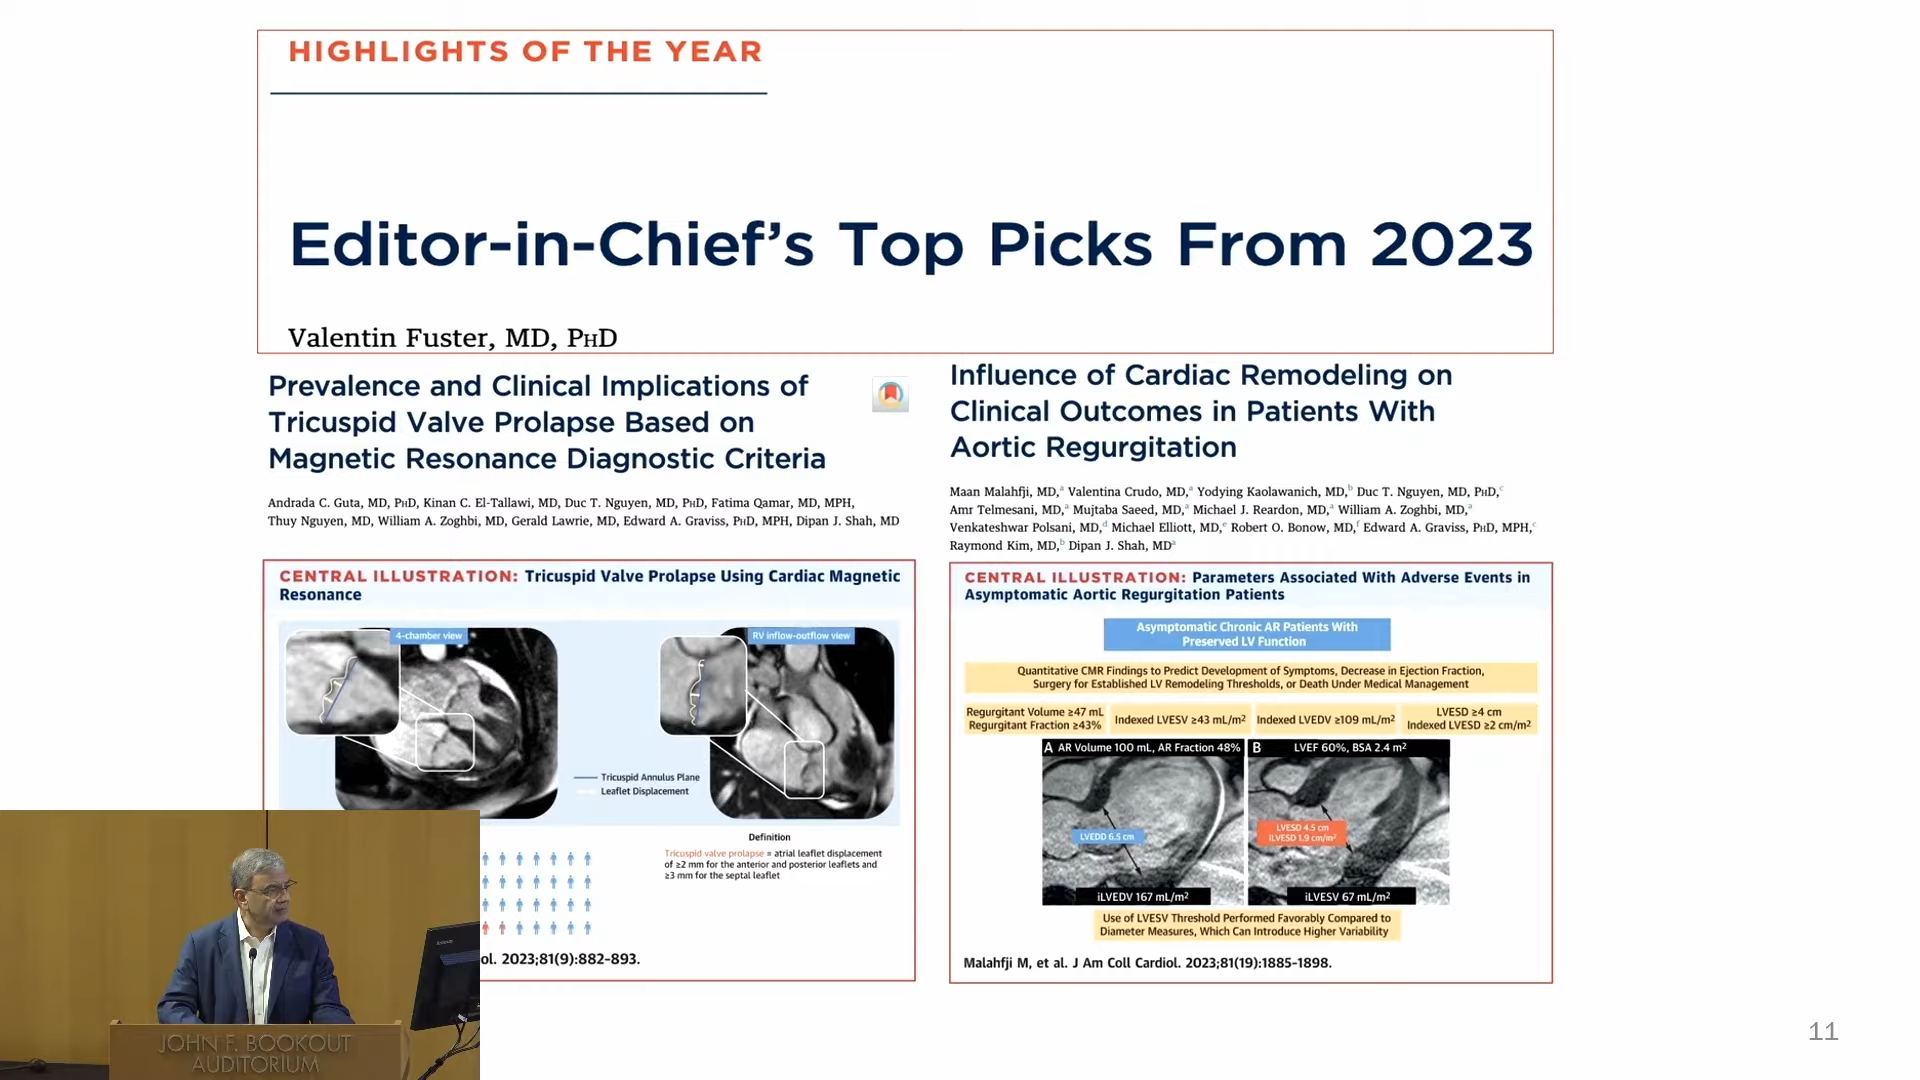 HIGHLIGHTS OF THE YEAR
Editor-in-Chief's Top Picks From 2023
Valentin Fuster, MD, PhD
Prevalence and Clinical Implications of
Tricuspid Valve Prolapse Based on
Magnetic Resonance Diagnostic Criteria
Andrada C. Guta, MD, PhD, Kinan C. El-Tallawi, MD, Duc T. Nguyen, MD, PhD, Fatima Qamar, MD, MPH,
Thuy Nguyen, MD, William A. Zoghbi, MD, Gerald Lawrie, MD, Edward A. Graviss, PhD, MPH, Dipan J. Shah, MD
CENTRAL ILLUSTRATION: Tricuspid Valve Prolapse Using Cardiac Magnetic
Resonance
4-chamber view
RV inflow-outflow view
Tricuspid Annulus Plane
Leaflet Displacement
Definition
Tricuspid valve prolapse = atrial leaflet displacement
of ≥2 mm for the anterior and posterior leaflets and
≥3 mm for the septal leaflet
ol. 2023;81(9):882-893.
Influence of Cardiac Remodeling on
Clinical Outcomes in Patients With
Aortic Regurgitation
Maan Malahfji, MD,a Valentina Crudo, MD,a Yodying Kaolawanich, MD,b Duc T. Nguyen, MD, PhD,c
Amr Telmesani, MD,a Mujtaba Saeed, MD,a Michael J. Reardon, MD,a William A. Zoghbi, MD,a
Venkateshwar Polsani, MD,d Michael Elliott, MD,e Robert O. Bonow, MD,f Edward A. Graviss, PhD, MPH,c
Raymond Kim, MD,b Dipan J. Shah, MDa
CENTRAL ILLUSTRATION: Parameters Associated With Adverse Events in
Asymptomatic Aortic Regurgitation Patients
Asymptomatic Chronic AR Patients With
Preserved LV Function
Quantitative CMR Findings to Predict Development of Symptoms, Decrease in Ejection Fraction,
Surgery for Established LV Remodeling Thresholds, or Death Under Medical Management
Regurgitant Volume ≥47 mL
Regurgitant Fraction ≥43%
Indexed LVESV ≥43 mL/m²
Indexed LVEDV ≥109 mL/m²
LVESD ≥4 cm
Indexed LVESD ≥2 cm/m²
A AR Volume 100 mL, AR Fraction 48%
B LVEF 60%, BSA 2.4 m²
LVEDD 6.5 cm
LVESD 4.5 cm
iLVESD 1.9 cm/m²
iLVEDV 167 mL/m²
iLVESV 67 mL/m²
Use of LVESV Threshold Performed Favorably Compared to
Diameter Measures, Which Can Introduce Higher Variability
Malahfji M, et al. J Am Coll Cardiol. 2023;81(19):1885-1898.
JOHN F. BOOKOUT
AUDITORIUM
11